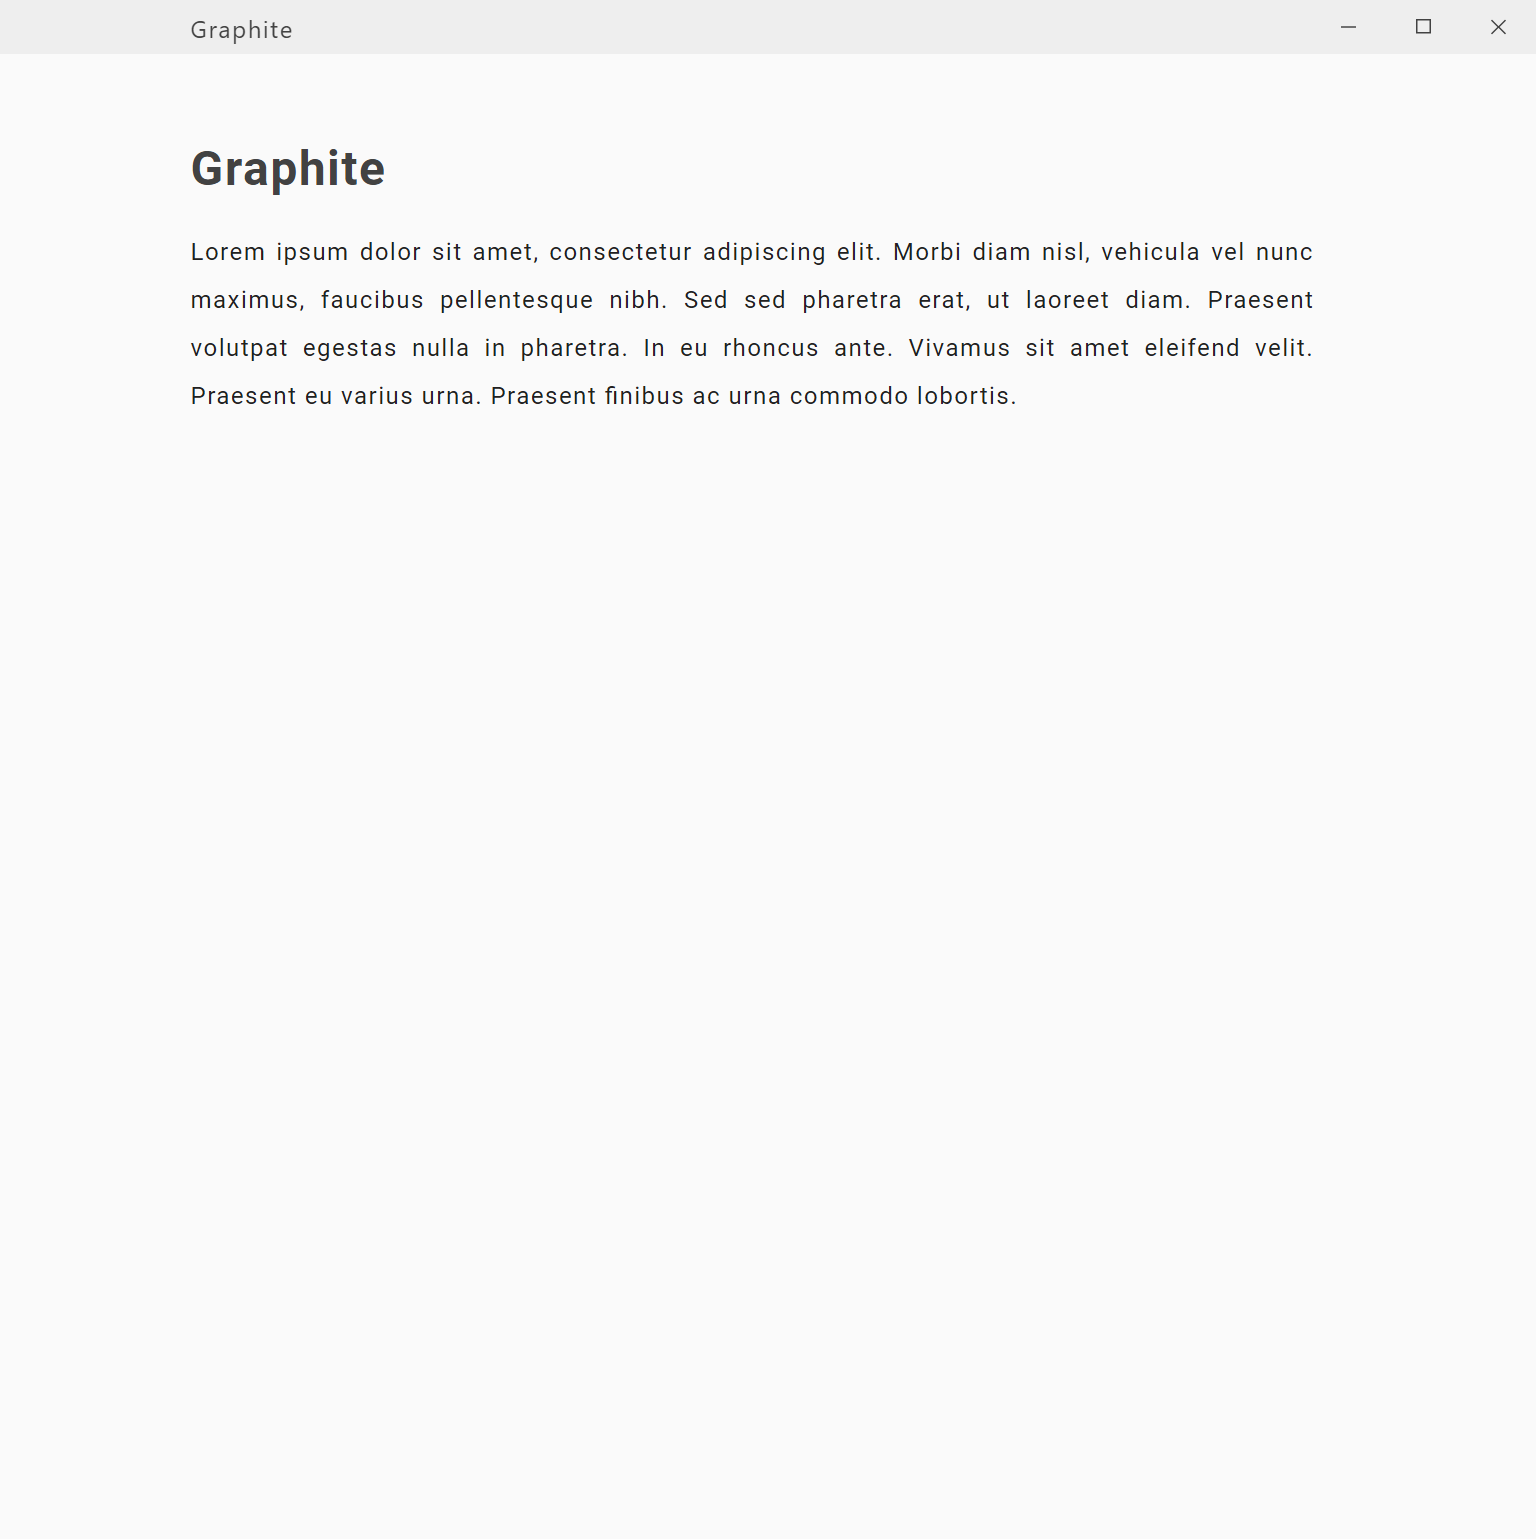 Graphite
Graphite
Lorem ipsum dolor sit amet, consectetur adipiscing elit. Morbi diam nisl, vehicula vel nunc
maximus, faucibus pellentesque nibh. Sed sed pharetra erat, ut laoreet diam. Praesent
volutpat egestas nulla in pharetra. In eu rhoncus ante. Vivamus sit amet eleifend velit.
Praesent eu varius urna. Praesent finibus ac urna commodo lobortis.